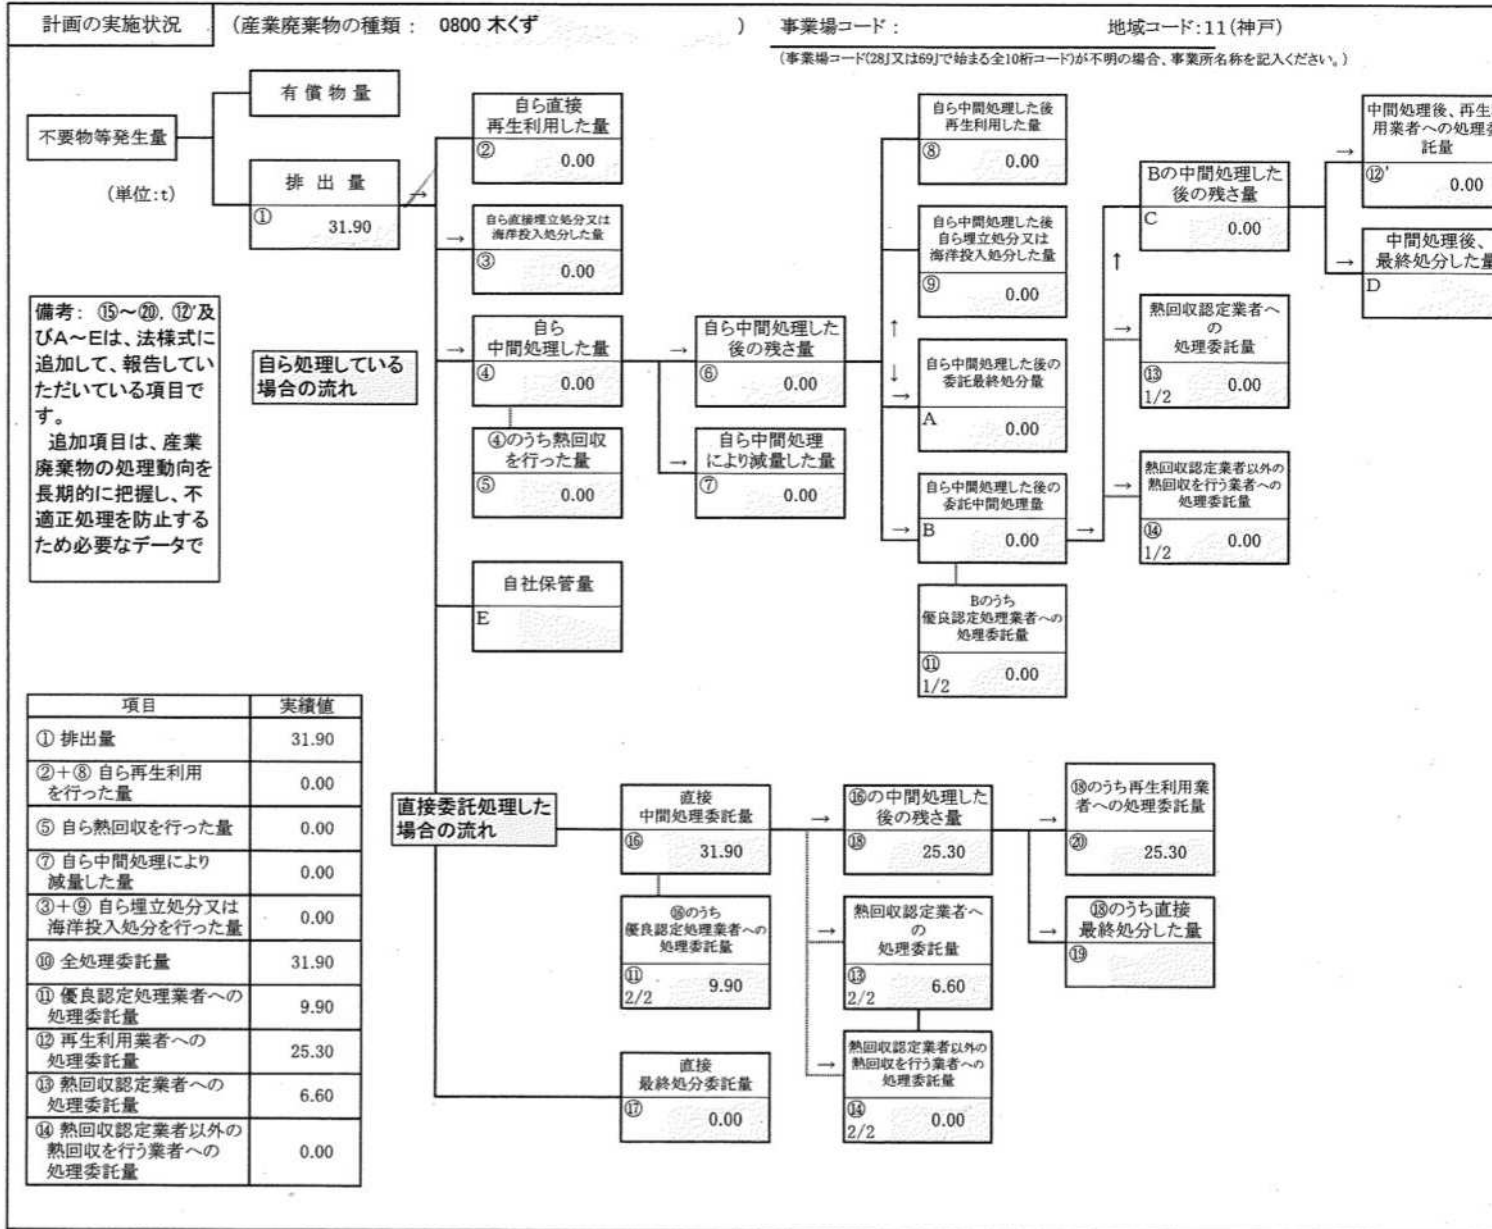 計画の実施状況
(産業廃棄物の種類： 0800 木くず )
事業場コード：
地域コード：11(神戸)
(事業場コード(「28」又は「69」で始まる全10桁コード)が不明の場合、事業所名称を記入ください。)
不要物等発生量
(単位:t)
有償物量
排出量
① 31.90
自ら直接
再生利用した量
② 0.00
自ら直接埋立処分又は
海洋投入処分した量
③ 0.00
自ら
中間処理した量
④ 0.00
④のうち熱回収
を行った量
⑤ 0.00
自社保管量
E
自ら処理している
場合の流れ
自ら中間処理した
後の残さ量
⑥ 0.00
自ら中間処理
により減量した量
⑦ 0.00
自ら中間処理した後
再生利用した量
⑧ 0.00
自ら中間処理した後
自ら埋立処分又は
海洋投入処分した量
⑨ 0.00
自ら中間処理した後の
委託最終処分量
A 0.00
自ら中間処理した後の
委託中間処理量
B 0.00
Bのうち
優良認定処理業者への
処理委託量
⑪
1/2 0.00
Bの中間処理した
後の残さ量
C 0.00
熱回収認定業者へ
の
処理委託量
⑬
1/2 0.00
熱回収認定業者以外の
熱回収を行う業者への
処理委託量
⑭
1/2 0.00
中間処理後、再生
用業者への処理委
託量
⑫' 0.00
中間処理後、
最終処分した量
D
備考： ⑮～⑳, ⑫'及
びA～Eは、法様式に
追加して、報告してい
ただいている項目で
す。
追加項目は、産業
廃棄物の処理動向を
長期的に把握し、不
適正処理を防止する
ため必要なデータで
項目 実績値
① 排出量 31.90
②＋⑧ 自ら再生利用
を行った量 0.00
⑤ 自ら熱回収を行った量 0.00
⑦ 自ら中間処理により
減量した量 0.00
③＋⑨ 自ら埋立処分又は
海洋投入処分を行った量 0.00
⑩ 全処理委託量 31.90
⑪ 優良認定処理業者への
処理委託量 9.90
⑫ 再生利用業者への
処理委託量 25.30
⑬ 熱回収認定業者への
処理委託量 6.60
⑭ 熱回収認定業者以外の
熱回収を行う業者への
処理委託量 0.00
直接委託処理した
場合の流れ
直接
中間処理委託量
⑯ 31.90
⑯のうち
優良認定処理業者への
処理委託量
⑪
2/2 9.90
直接
最終処分委託量
⑰ 0.00
⑯の中間処理した
後の残さ量
⑱ 25.30
熱回収認定業者へ
の
処理委託量
⑬
2/2 6.60
熱回収認定業者以外の
熱回収を行う業者への
処理委託量
⑭
2/2 0.00
⑱のうち再生利用業
者への処理委託量
⑳ 25.30
⑱のうち直接
最終処分した量
⑲